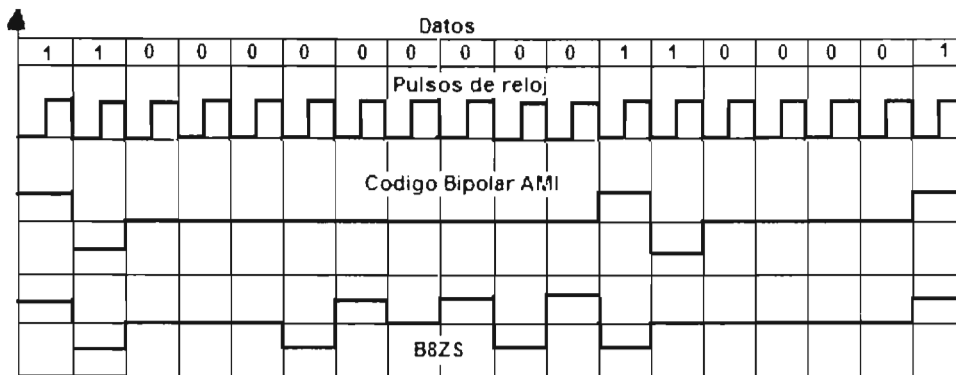 Datos
1 1 0 0 0 0 0 0 0 0 0 1 1 0 0 0 0 1
Pulsos de reloj
Codigo Bipolar AMI
B8ZS